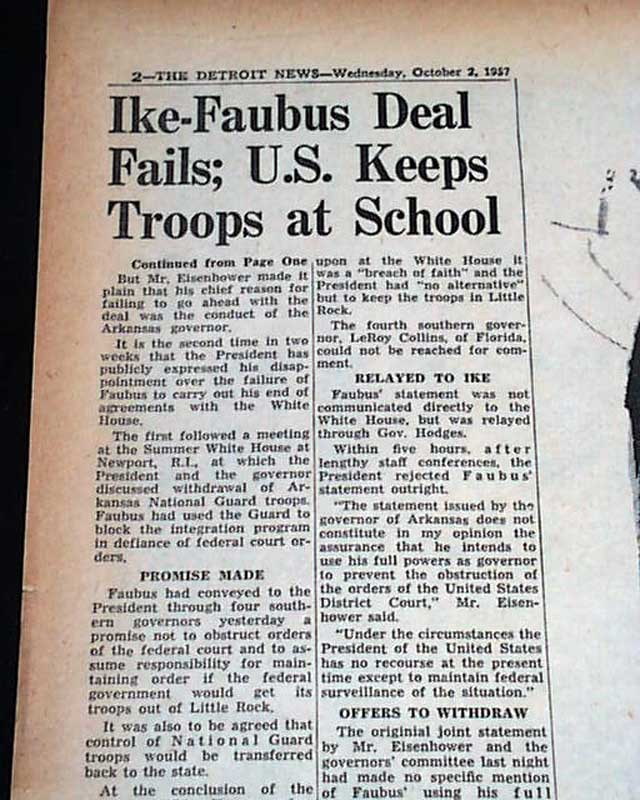 2—THE DETROIT NEWS—Wednesday, October 2, 1957
Ike-Faubus Deal
Fails; U.S. Keeps
Troops at School
Continued from Page One
But Mr. Eisenhower made it
plain that his chief reason for
failing to go ahead with the
deal was the conduct of the
Arkansas governor.
It is the second time in two
weeks that the President has
publicly expressed his disap-
pointment over the failure of
Faubus to carry out his end of
agreements with the White
House.
The first followed a meeting
at the Summer White House at
Newport, R.I., at which the
President and the governor
discussed withdrawal of Ar-
kansas National Guard troops.
Faubus had used the Guard to
block the integration program
in defiance of federal court or-
ders.
PROMISE MADE
Faubus had conveyed to the
President through four south-
ern governors yesterday a
promise not to obstruct orders
of the federal court and to as-
sume responsibility for main-
taining order if the federal
government would get its
troops out of Little Rock.
It was also to be agreed that
control of National Guard
troops would be transferred
back to the state.
At the conclusion of the
upon at the White House it
was a "breach of faith" and the
President had "no alternative"
but to keep the troops in Little
Rock.
The fourth southern gover-
nor, LeRoy Collins, of Florida,
could not be reached for com-
ment.
RELAYED TO IKE
Faubus' statement was not
communicated directly to the
White House, but was relayed
through Gov. Hodges.
Within five hours, after
lengthy staff conferences, the
President rejected Faubus'
statement outright.
"The statement issued by the
governor of Arkansas does not
constitute in my opinion the
assurance that he intends to
use his full powers as governor
to prevent the obstruction of
the orders of the United States
District Court," Mr. Eisen-
hower said.
"Under the circumstances the
President of the United States
has no recourse at the present
time except to maintain federal
surveillance of the situation."
OFFERS TO WITHDRAW
The originial joint statement
by Mr. Eisenhower and the
governors' committee last night
had made no specific mention
of Faubus' using his full